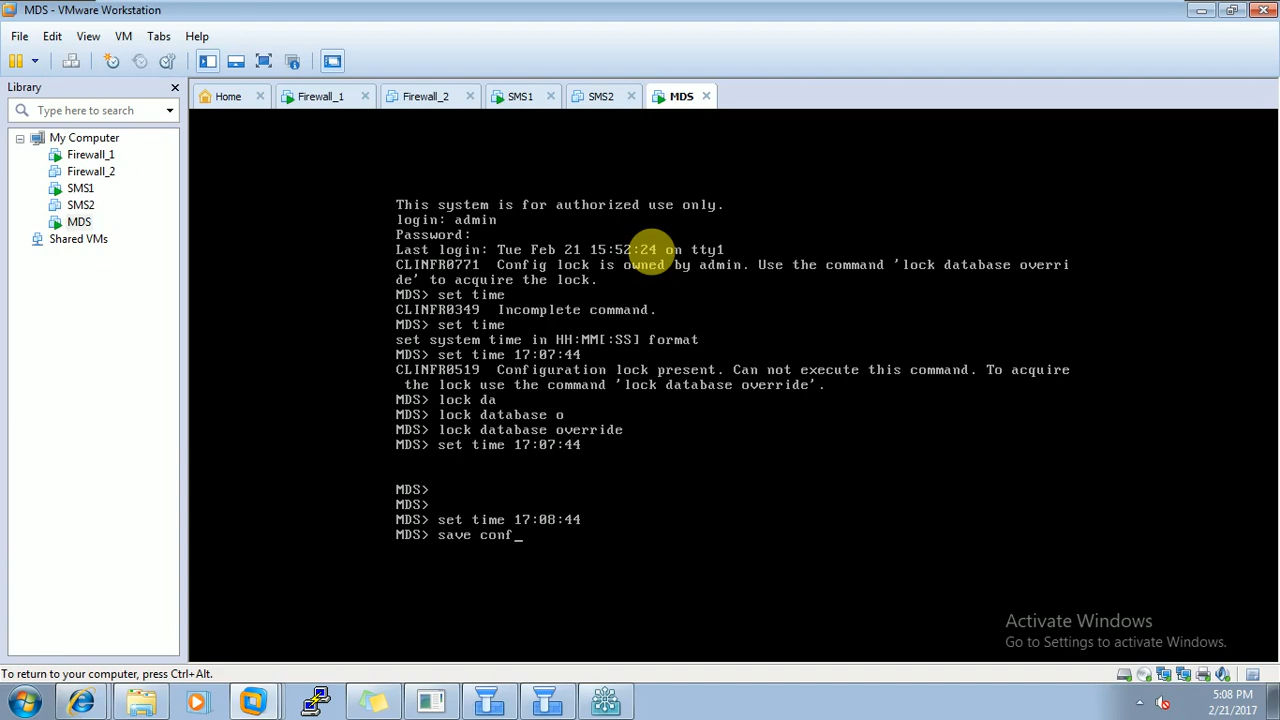 MDS - VMware Workstation
File Edit View VM Tabs Help
Library
Type here to search
My Computer
Firewall_1
Firewall_2
SMS1
SMS2
MDS
Shared VMs
Home Firewall_1 Firewall_2 SMS1 SMS2 MDS
This system is for authorized use only.
login: admin
Password:
Last login: Tue Feb 21 15:52:24 on tty1
CLINFR0771  Config lock is owned by admin. Use the command 'lock database overri
de' to acquire the lock.
MDS> set time
CLINFR0349  Incomplete command.
MDS> set time
set system time in HH:MM[:SS] format
MDS> set time 17:07:44
CLINFR0519  Configuration lock present. Can not execute this command. To acquire
 the lock use the command 'lock database override'.
MDS> lock da
MDS> lock database o
MDS> lock database override
MDS> set time 17:07:44
MDS>
MDS>
MDS> set time 17:08:44
MDS> save conf_
Activate Windows
Go to Settings to activate Windows.
To return to your computer, press Ctrl+Alt.
5:08 PM
2/21/2017